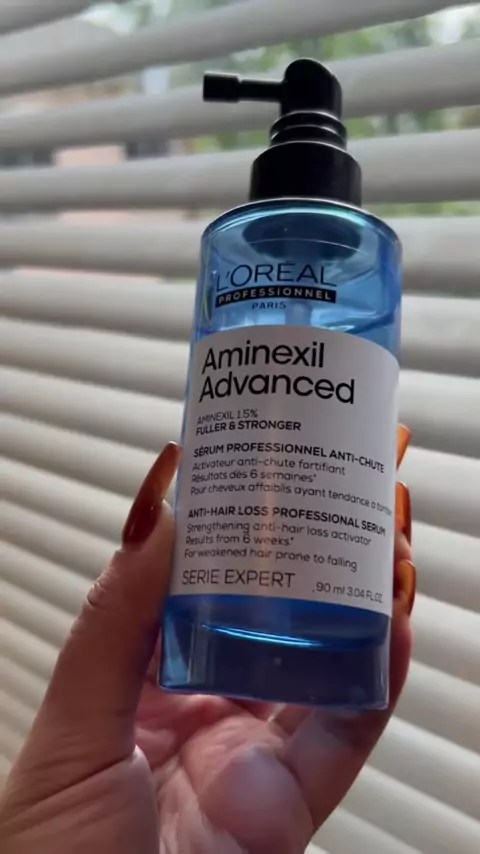 L'ORÉAL
PROFESSIONNEL
PARIS
Aminexil
Advanced
AMINEXIL 1.5%
FULLER & STRONGER
SÉRUM PROFESSIONNEL ANTI-CHUTE
Activateur anti-chute fortifiant
Résultats dès 6 semaines*
Pour cheveux affaiblis ayant tendance à
ANTI-HAIR LOSS PROFESSIONAL SERUM
Strengthening anti-hair loss activator
Results from 6 weeks*
For weakened hair prone to falling
SERIE EXPERT
90 ml 3.04 FL.OZ.